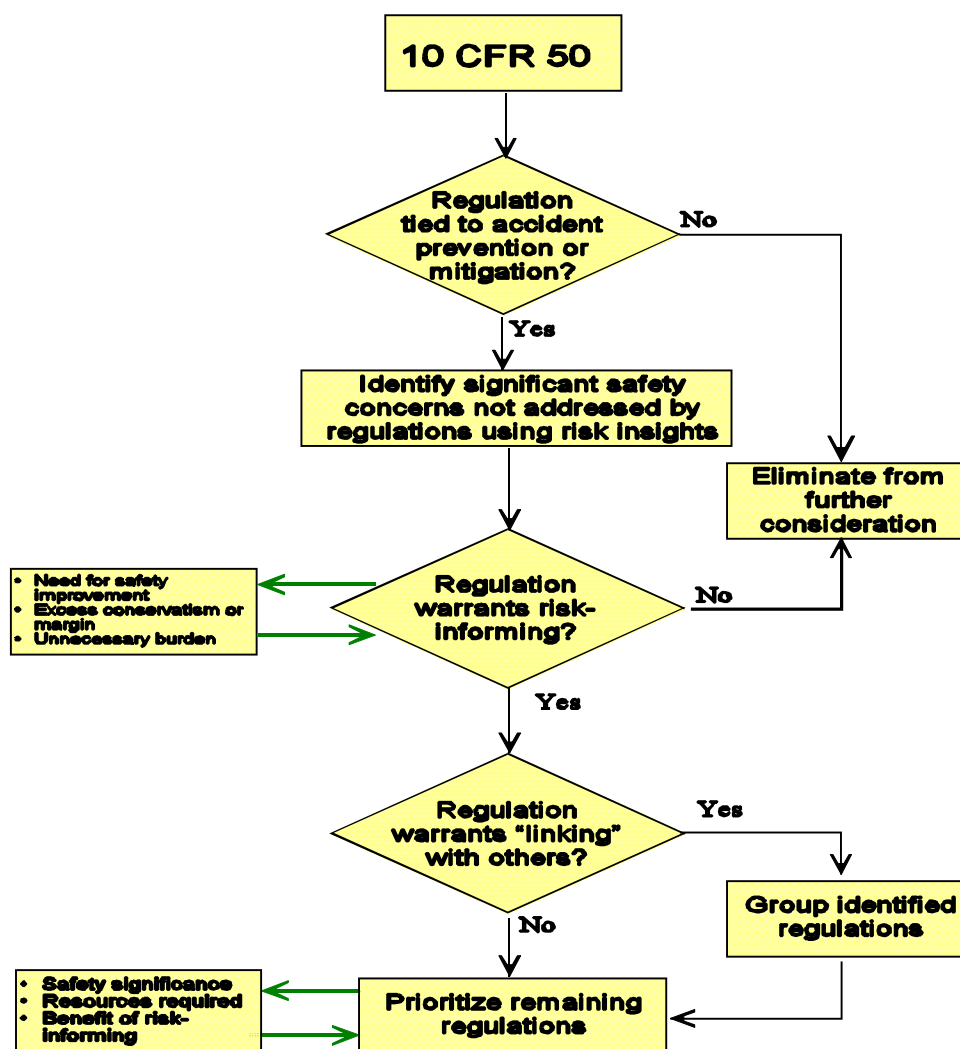 10 CFR 50
Regulation
tied to accident
prevention or
mitigation?
No
Yes
Identify significant safety
concerns not addressed by
regulations using risk insights
Eliminate from
further
consideration
• Need for safety
improvement
• Excess conservatism or
margin
• Unnecessary burden
Regulation
warrants risk-
informing?
No
Yes
Regulation
warrants “linking”
with others?
Yes
No
Group identified
regulations
• Safety significance
• Resources required
• Benefit of risk-
informing
Prioritize remaining
regulations